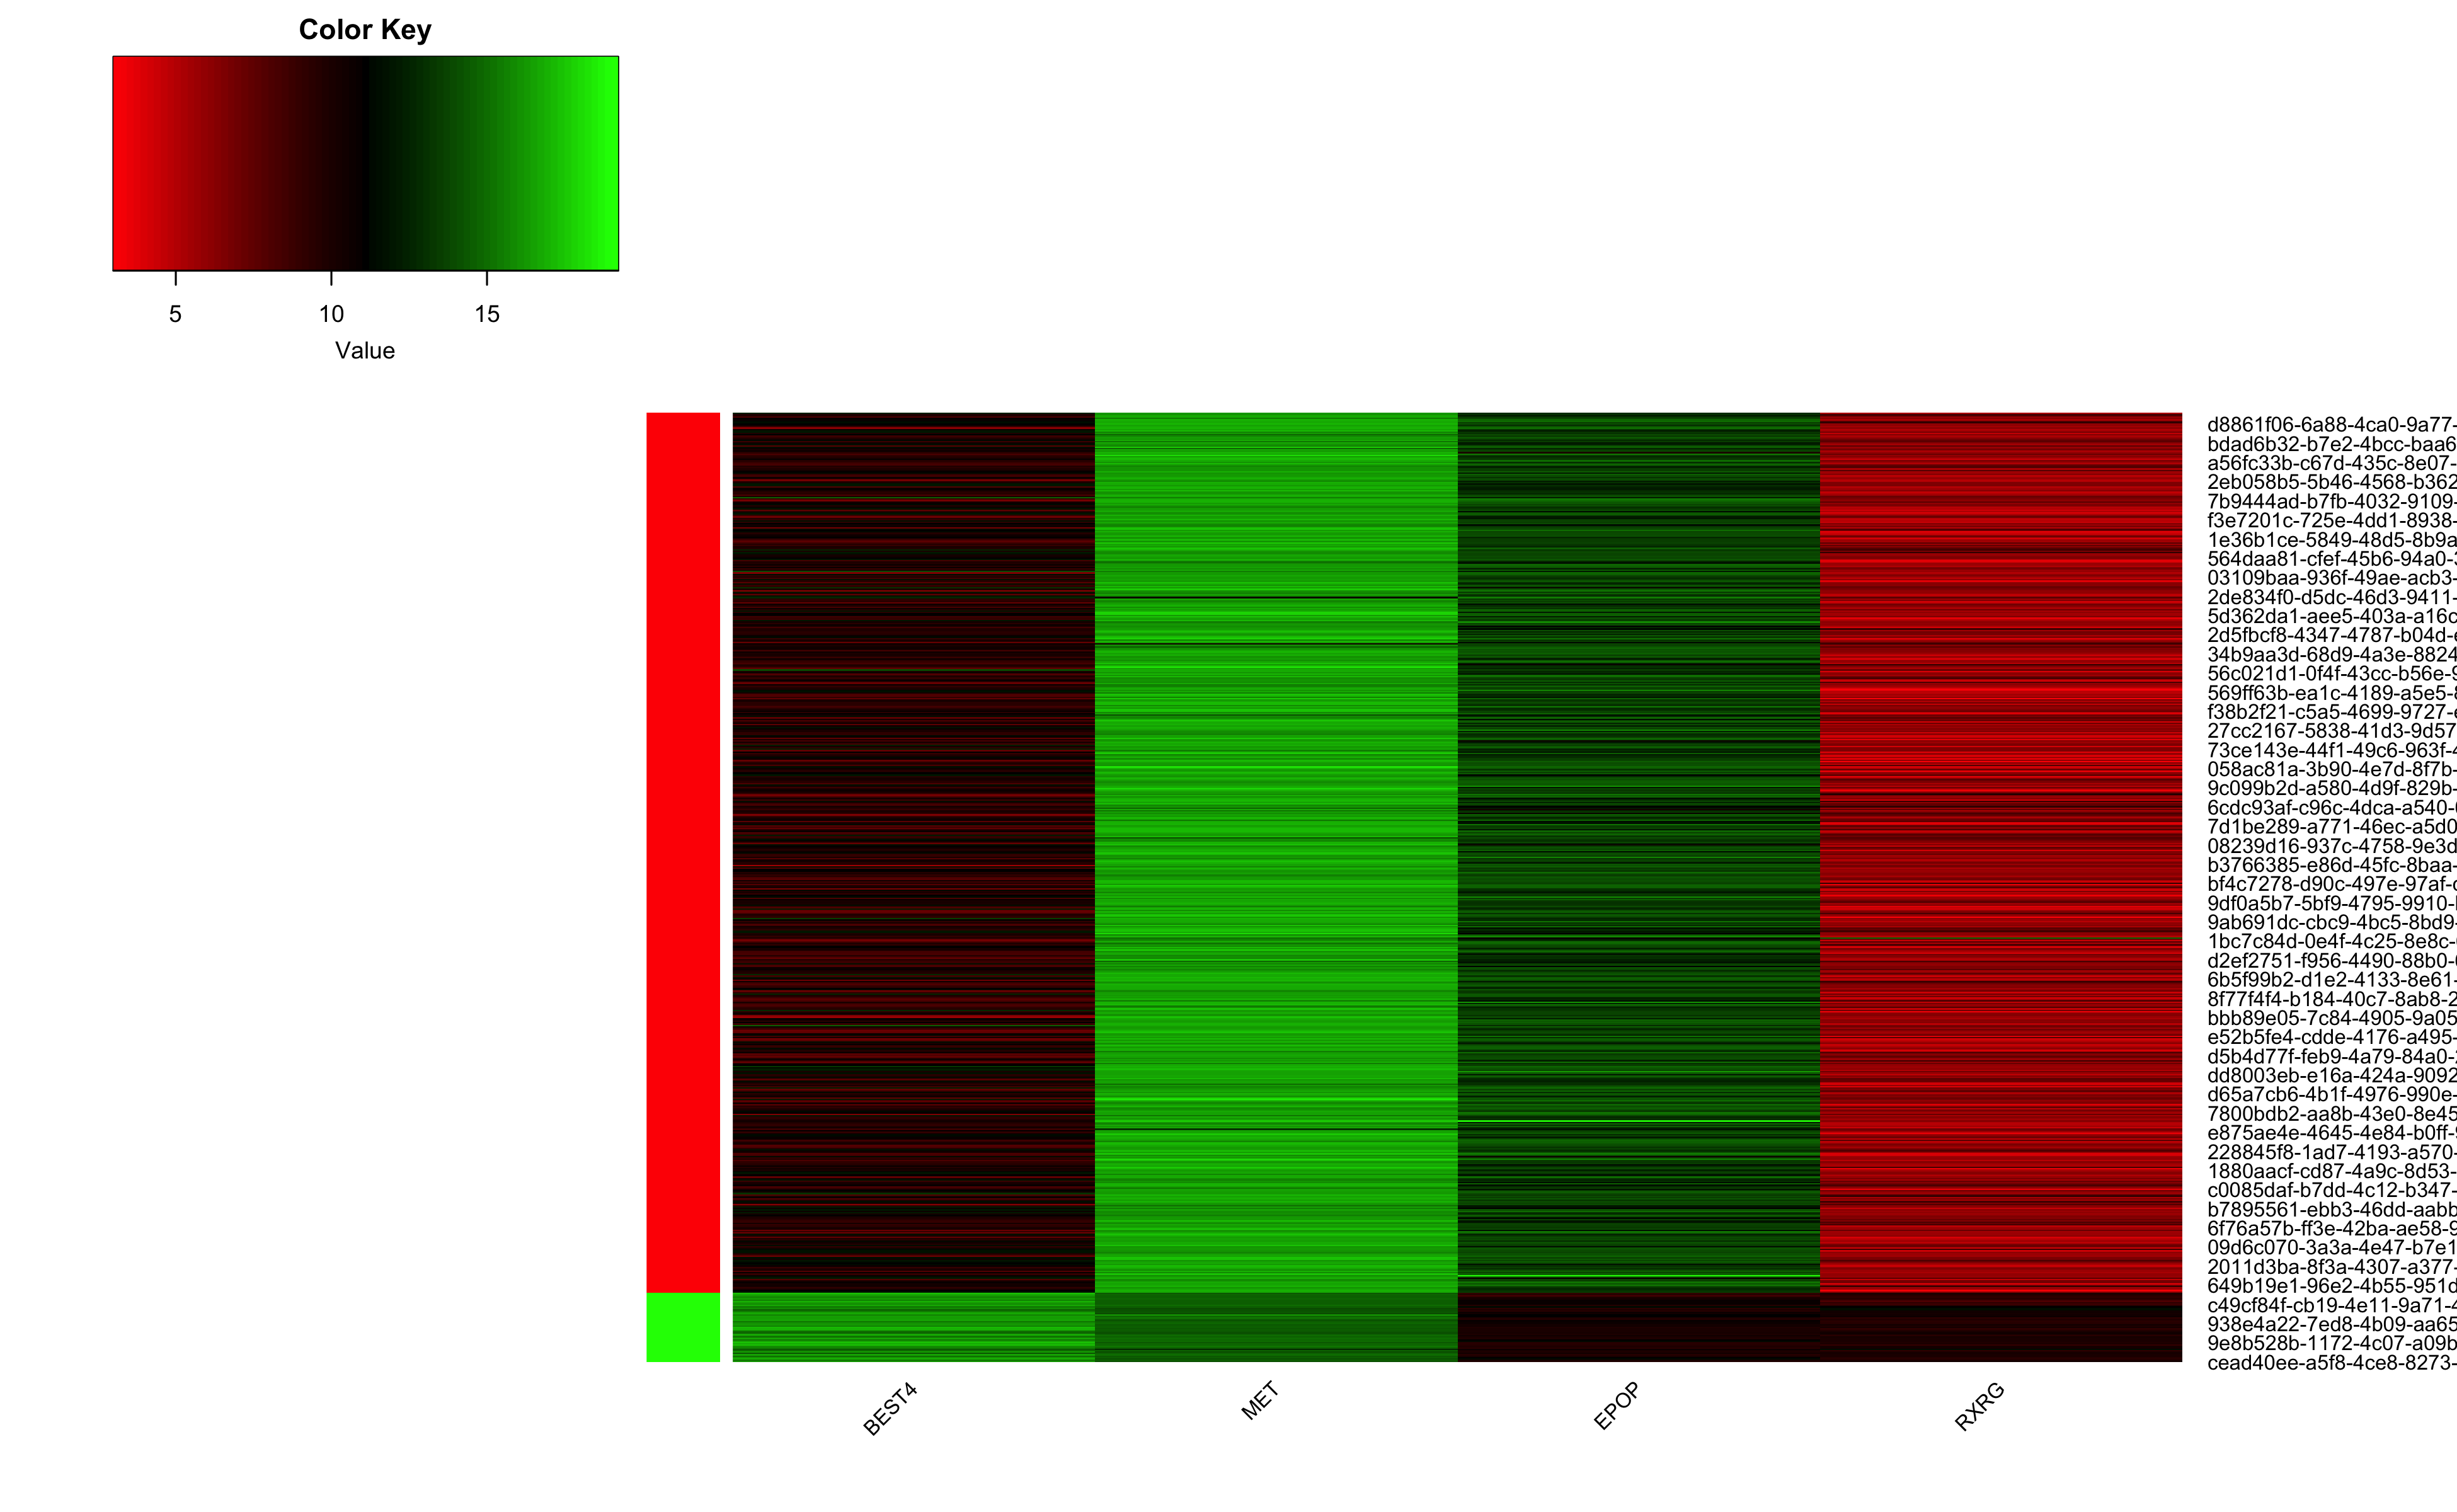 Color Key
5 10 15
Value
d8861f06-6a88-4ca0-9a77-
bdad6b32-b7e2-4bcc-baa6
a56fc33b-c67d-435c-8e07-
2eb058b5-5b46-4568-b362
7b9444ad-b7fb-4032-9109-
f3e7201c-725e-4dd1-8938-
1e36b1ce-5849-48d5-8b9a
564daa81-cfef-45b6-94a0-3
03109baa-936f-49ae-acb3-
2de834f0-d5dc-46d3-9411-
5d362da1-aee5-403a-a16c
2d5fbcf8-4347-4787-b04d-e
34b9aa3d-68d9-4a3e-8824
56c021d1-0f4f-43cc-b56e-9
569ff63b-ea1c-4189-a5e5-8
f38b2f21-c5a5-4699-9727-e
27cc2167-5838-41d3-9d57
73ce143e-44f1-49c6-963f-4
058ac81a-3b90-4e7d-8f7b-
9c099b2d-a580-4d9f-829b-
6cdc93af-c96c-4dca-a540-
7d1be289-a771-46ec-a5d0
08239d16-937c-4758-9e3d
b3766385-e86d-45fc-8baa-
bf4c7278-d90c-497e-97af-
9df0a5b7-5bf9-4795-9910-
9ab691dc-cbc9-4bc5-8bd9-
1bc7c84d-0e4f-4c25-8e8c-
d2ef2751-f956-4490-88b0-
6b5f99b2-d1e2-4133-8e61-
8f77f4f4-b184-40c7-8ab8-2
bbb89e05-7c84-4905-9a05
e52b5fe4-cdde-4176-a495-
d5b4d77f-feb9-4a79-84a0-
dd8003eb-e16a-424a-9092
d65a7cb6-4b1f-4976-990e-
7800bdb2-aa8b-43e0-8e45
e875ae4e-4645-4e84-b0ff-9
228845f8-1ad7-4193-a570-
1880aacf-cd87-4a9c-8d53-
c0085daf-b7dd-4c12-b347-
b7895561-ebb3-46dd-aabb
6f76a57b-ff3e-42ba-ae58-9
09d6c070-3a3a-4e47-b7e1
2011d3ba-8f3a-4307-a377-
649b19e1-96e2-4b55-951d
c49cf84f-cb19-4e11-9a71-4
938e4a22-7ed8-4b09-aa65
9e8b528b-1172-4c07-a09b
cead40ee-a5f8-4ce8-8273-
BEST4 MET EPOP RXRG